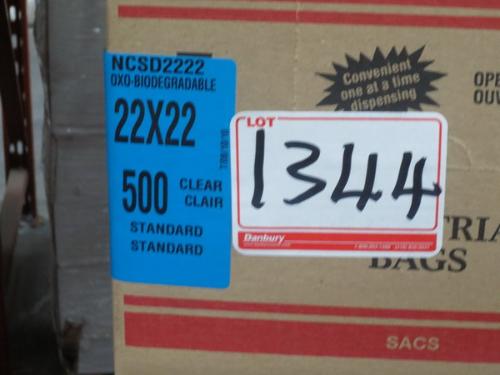 NCSD2222
OXO-BIODEGRADABLE
22X22
500 CLEAR
CLAIR
STANDARD
STANDARD
Convenient
one at a time
dispensing
LOT
1344
Danbury
BAGS
SACS